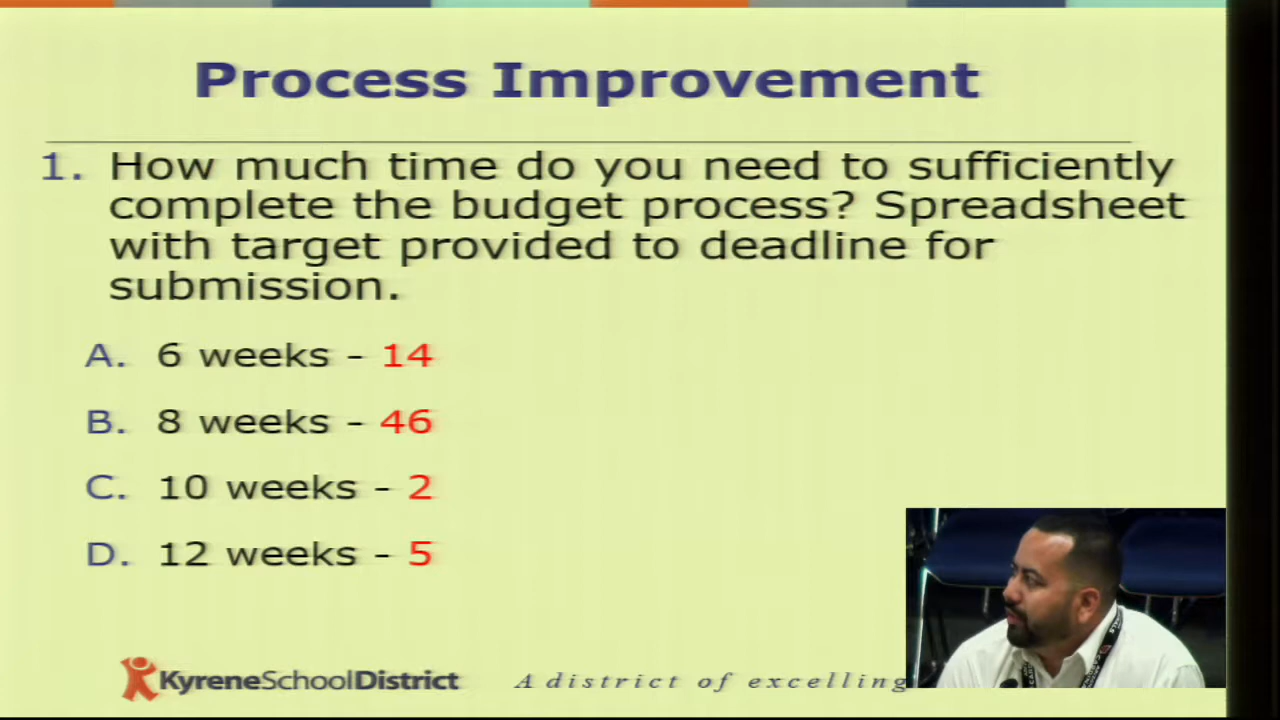 Process Improvement
1. How much time do you need to sufficiently
complete the budget process? Spreadsheet
with target provided to deadline for
submission.
A. 6 weeks - 14
B. 8 weeks - 46
C. 10 weeks - 2
D. 12 weeks - 5
KyreneSchoolDistrict
A district of excelling